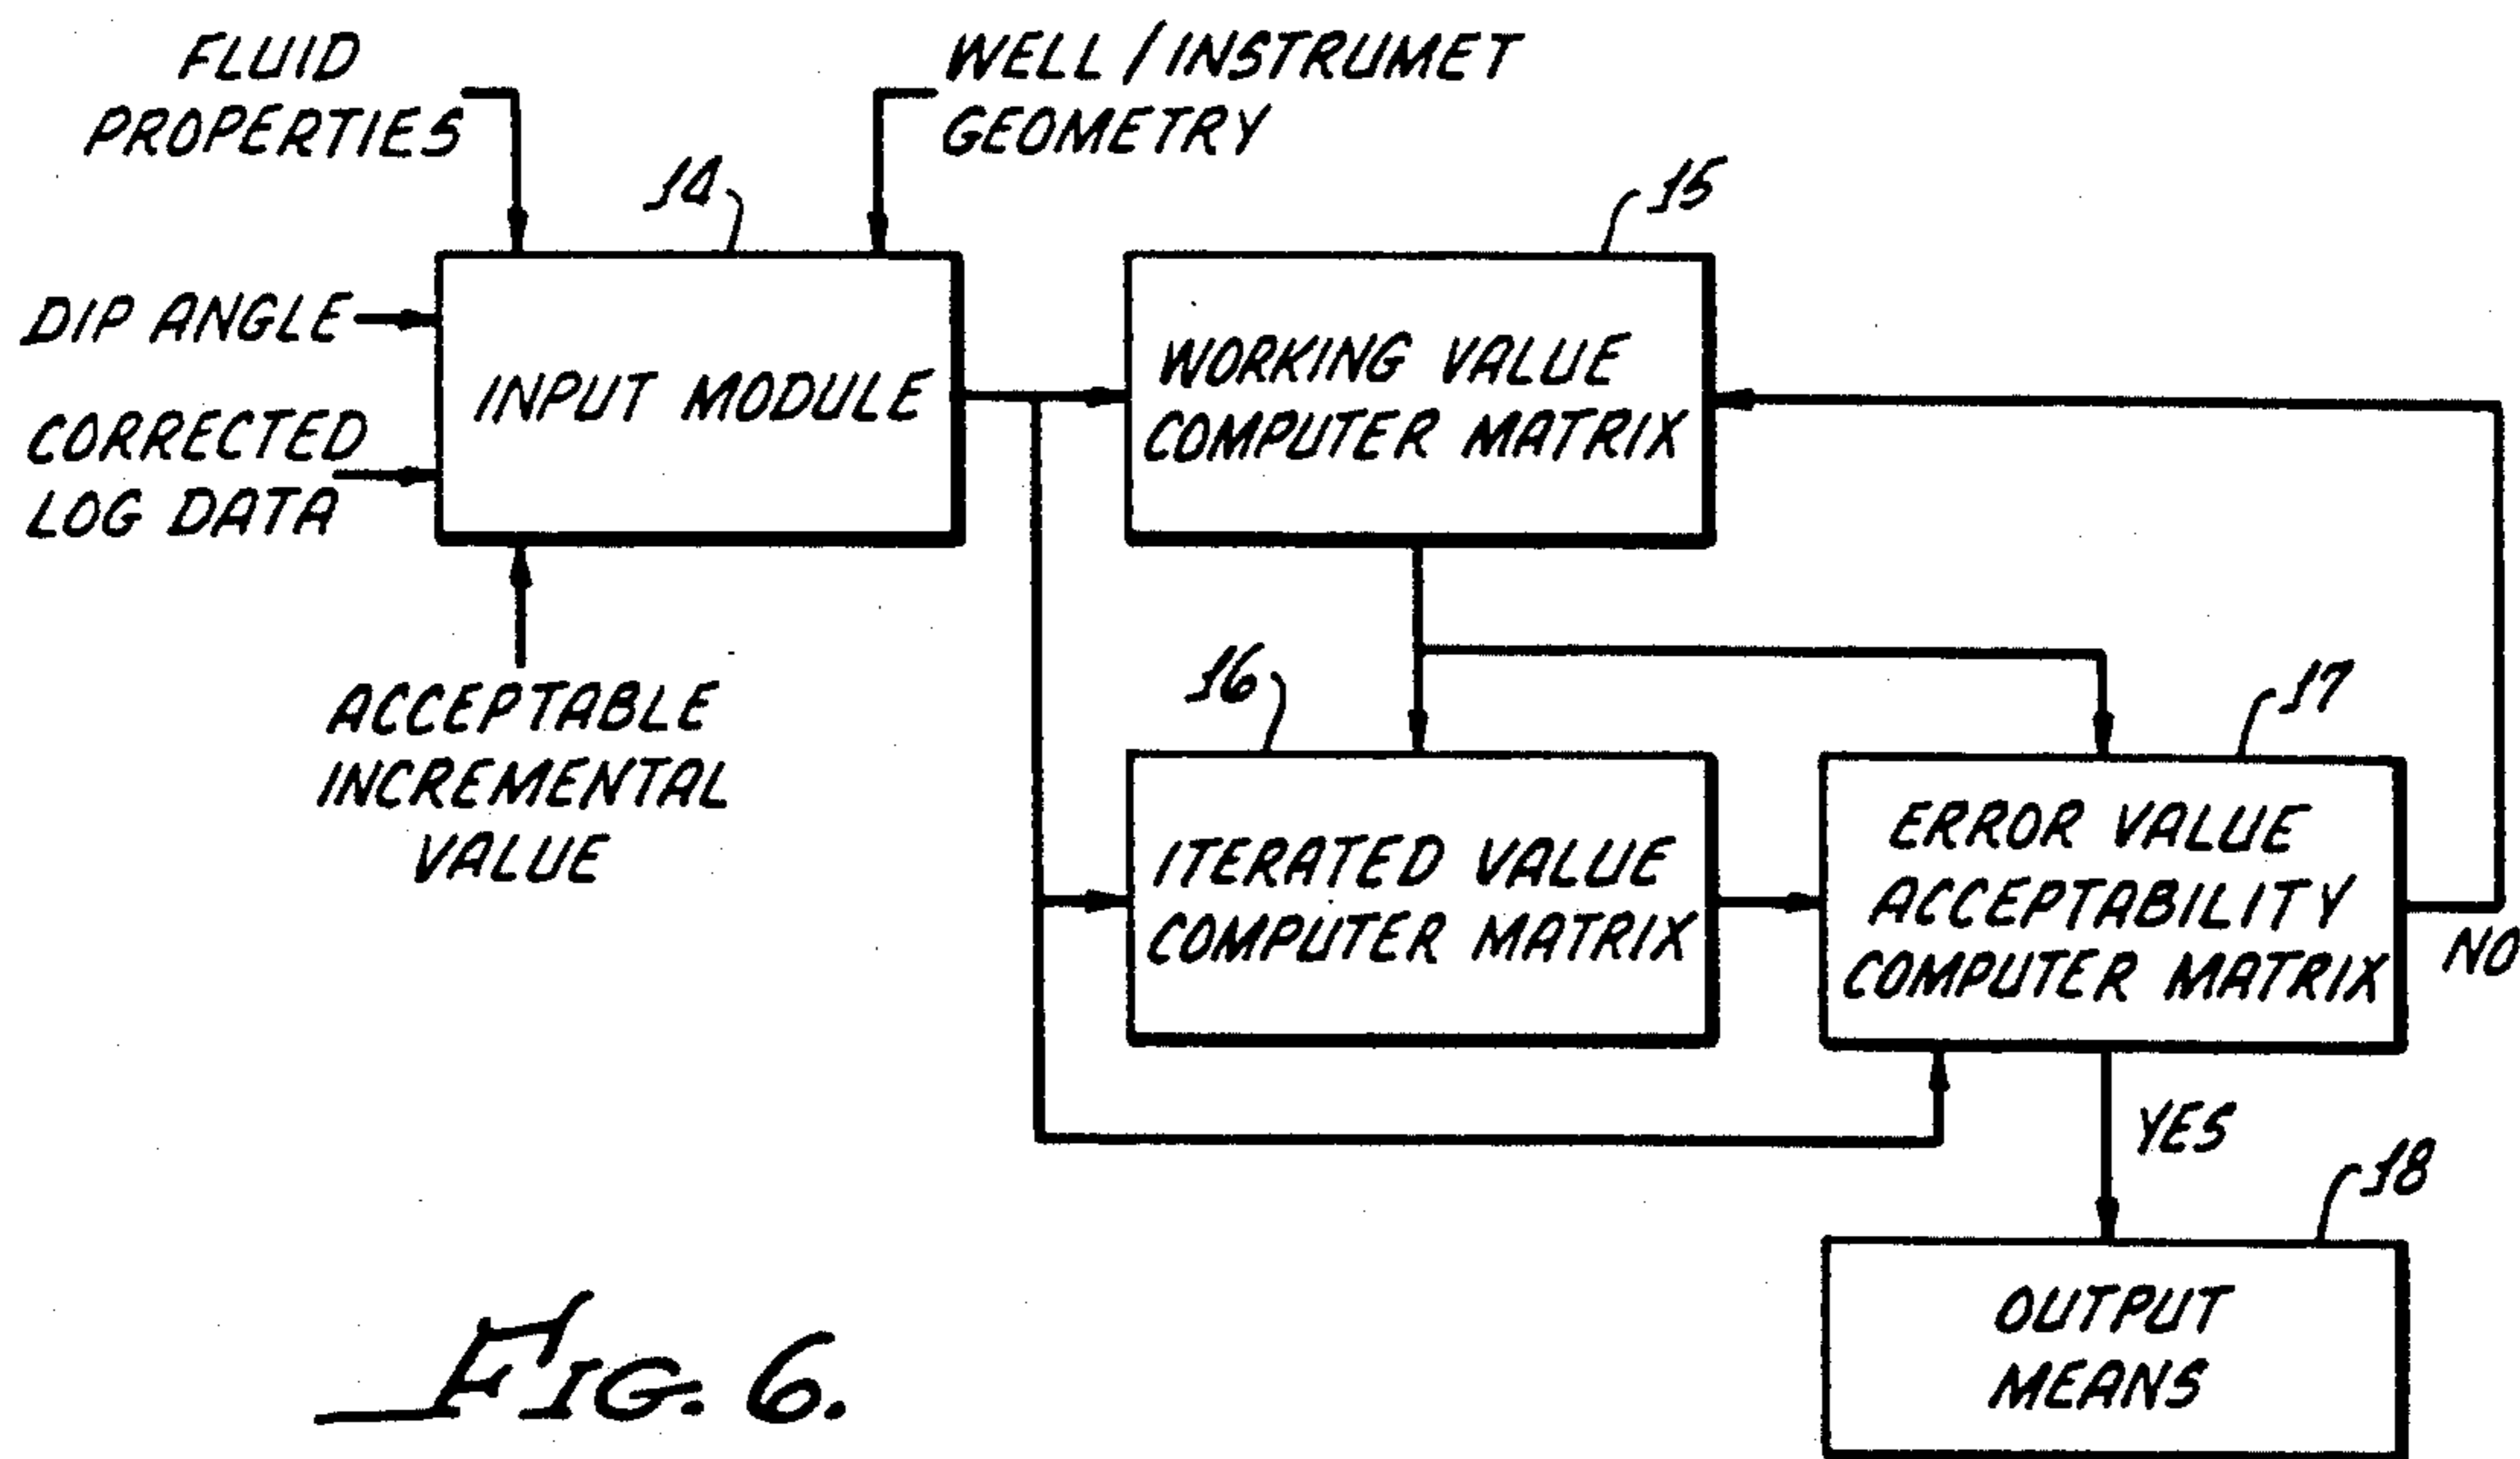 FLUID
PROPERTIES
WELL/INSTRUMET
GEOMETRY
14
15
DIP ANGLE
CORRECTED
LOG DATA
INPUT MODULE
WORKING VALUE
COMPUTER MATRIX
ACCEPTABLE
INCREMENTAL
VALUE
16
17
ITERATED VALUE
COMPUTER MATRIX
ERROR VALUE
ACCEPTABILITY
COMPUTER MATRIX
NO
YES
18
OUTPUT
MEANS
FIG. 6.